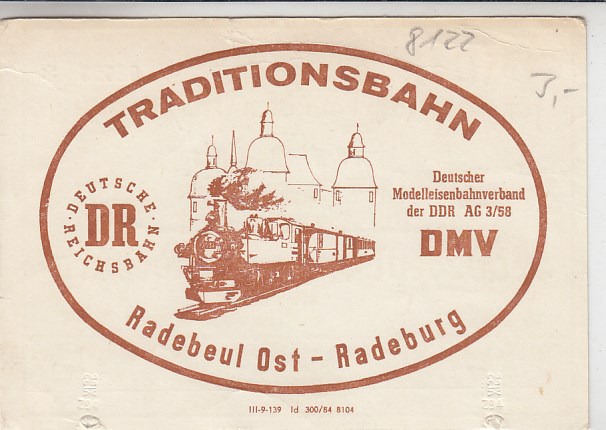 8122
3,-
TRADITIONSBAHN
· DEUTSCHE ·
REICHSBAHN
DR
Deutscher
Modelleisenbahnverband
der DDR AG 3/58
DMV
Radebeul Ost – Radeburg
III-9-139 Id 300/84 8104